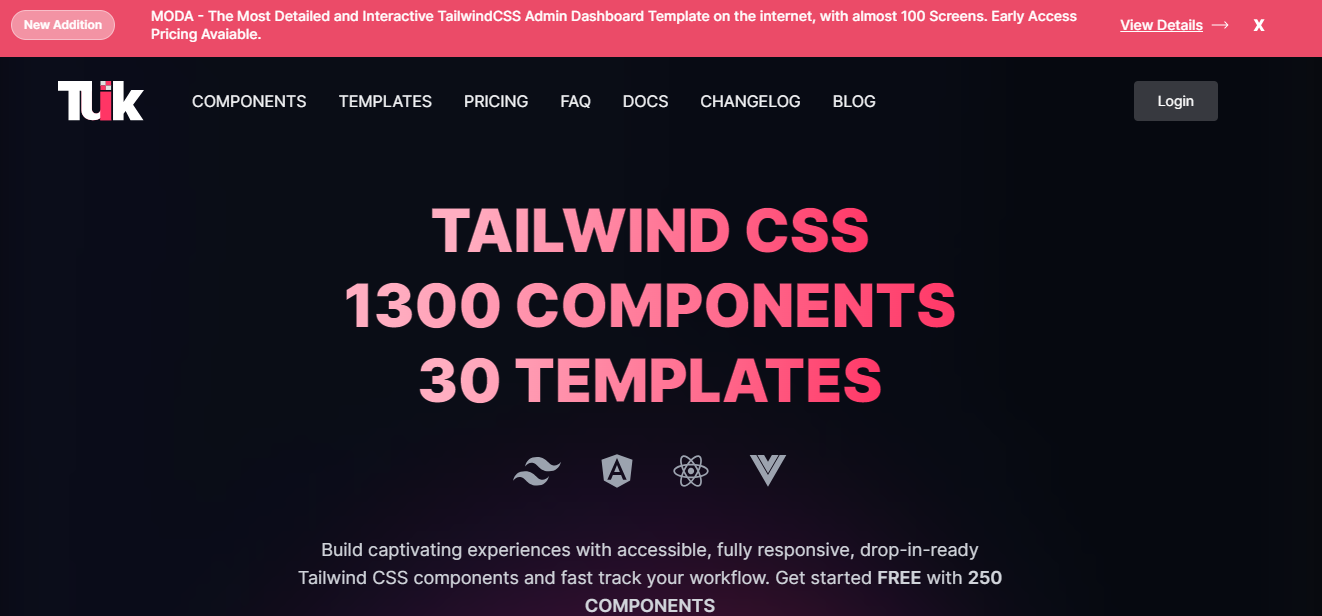 New Addition
MODA - The Most Detailed and Interactive TailwindCSS Admin Dashboard Template on the internet, with almost 100 Screens. Early Access
Pricing Avaiable.
View Details
X
TUik
COMPONENTS
TEMPLATES
PRICING
FAQ
DOCS
CHANGELOG
BLOG
Login
TAILWIND CSS
1300 COMPONENTS
30 TEMPLATES
Build captivating experiences with accessible, fully responsive, drop-in-ready
Tailwind CSS components and fast track your workflow. Get started FREE with 250
COMPONENTS